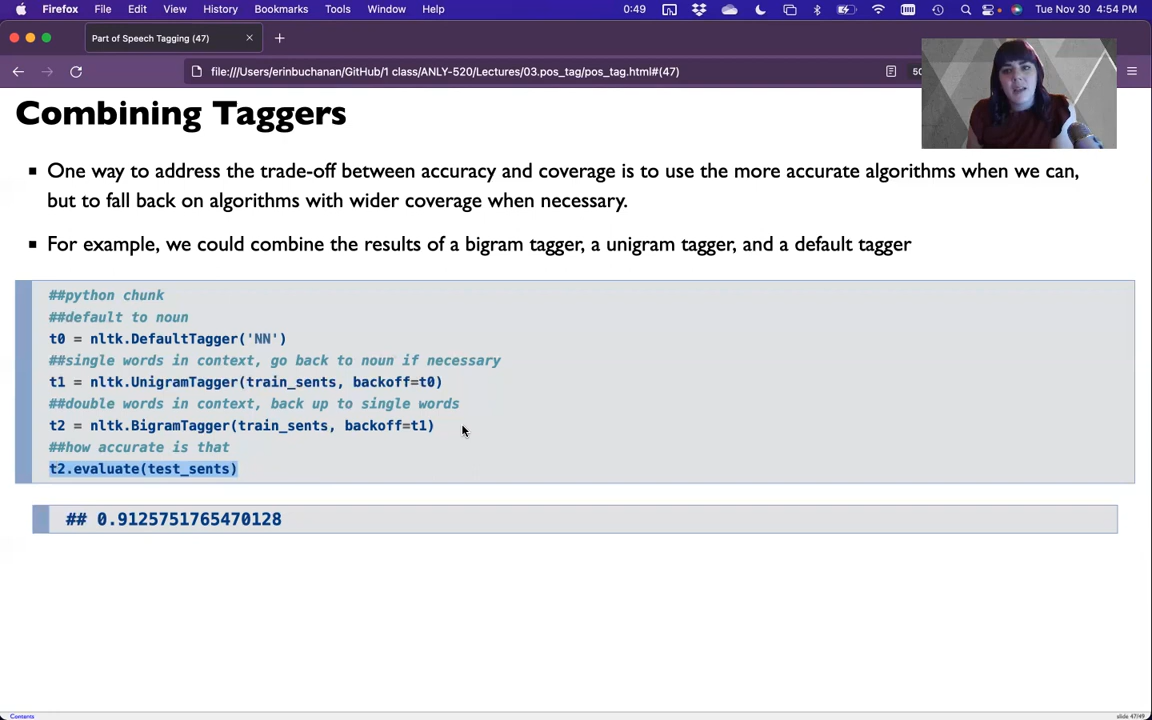 Firefox File Edit View History Bookmarks Tools Window Help 0:49 Tue Nov 30 4:54 PM
Part of Speech Tagging (47)
file:///Users/erinbuchanan/GitHub/1 class/ANLY-520/Lectures/03.pos_tag/pos_tag.html#(47)
Combining Taggers
▪ One way to address the trade-off between accuracy and coverage is to use the more accurate algorithms when we can,
but to fall back on algorithms with wider coverage when necessary.
▪ For example, we could combine the results of a bigram tagger, a unigram tagger, and a default tagger
##python chunk
##default to noun
t0 = nltk.DefaultTagger('NN')
##single words in context, go back to noun if necessary
t1 = nltk.UnigramTagger(train_sents, backoff=t0)
##double words in context, back up to single words
t2 = nltk.BigramTagger(train_sents, backoff=t1)
##how accurate is that
t2.evaluate(test_sents)
## 0.9125751765470128
Contents slide 47/49